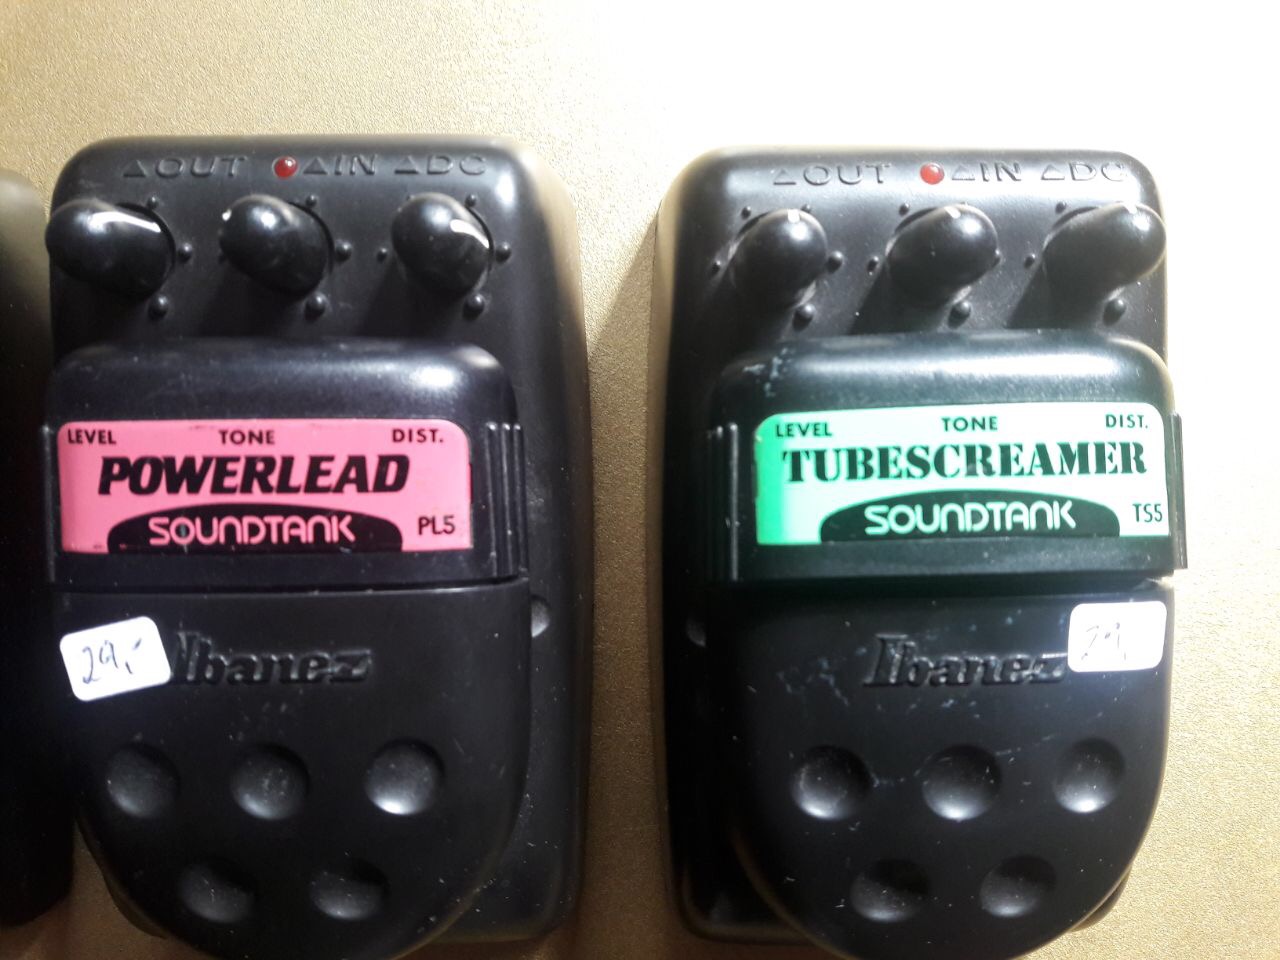 OUT IN DC
LEVEL TONE DIST.
POWERLEAD
SOUNDTANK PL5
29,-
Ibanez
OUT IN DC
LEVEL TONE DIST.
TUBESCREAMER
SOUNDTANK TS5
29,
Ibanez